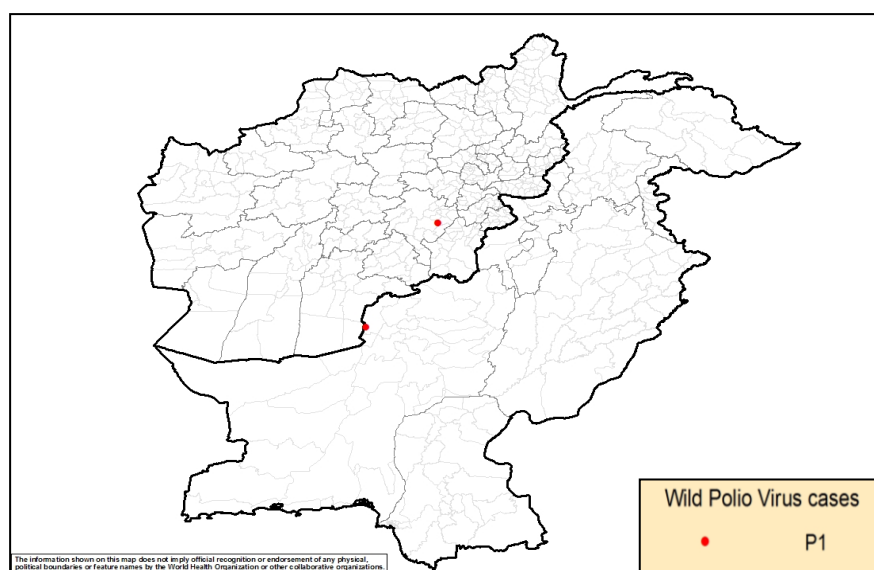 Wild Polio Virus cases
P1
The information shown on this map does not imply official recognition or endorsement of any physical,
political boundaries or feature names by the World Health Organization or other collaborative organizations.